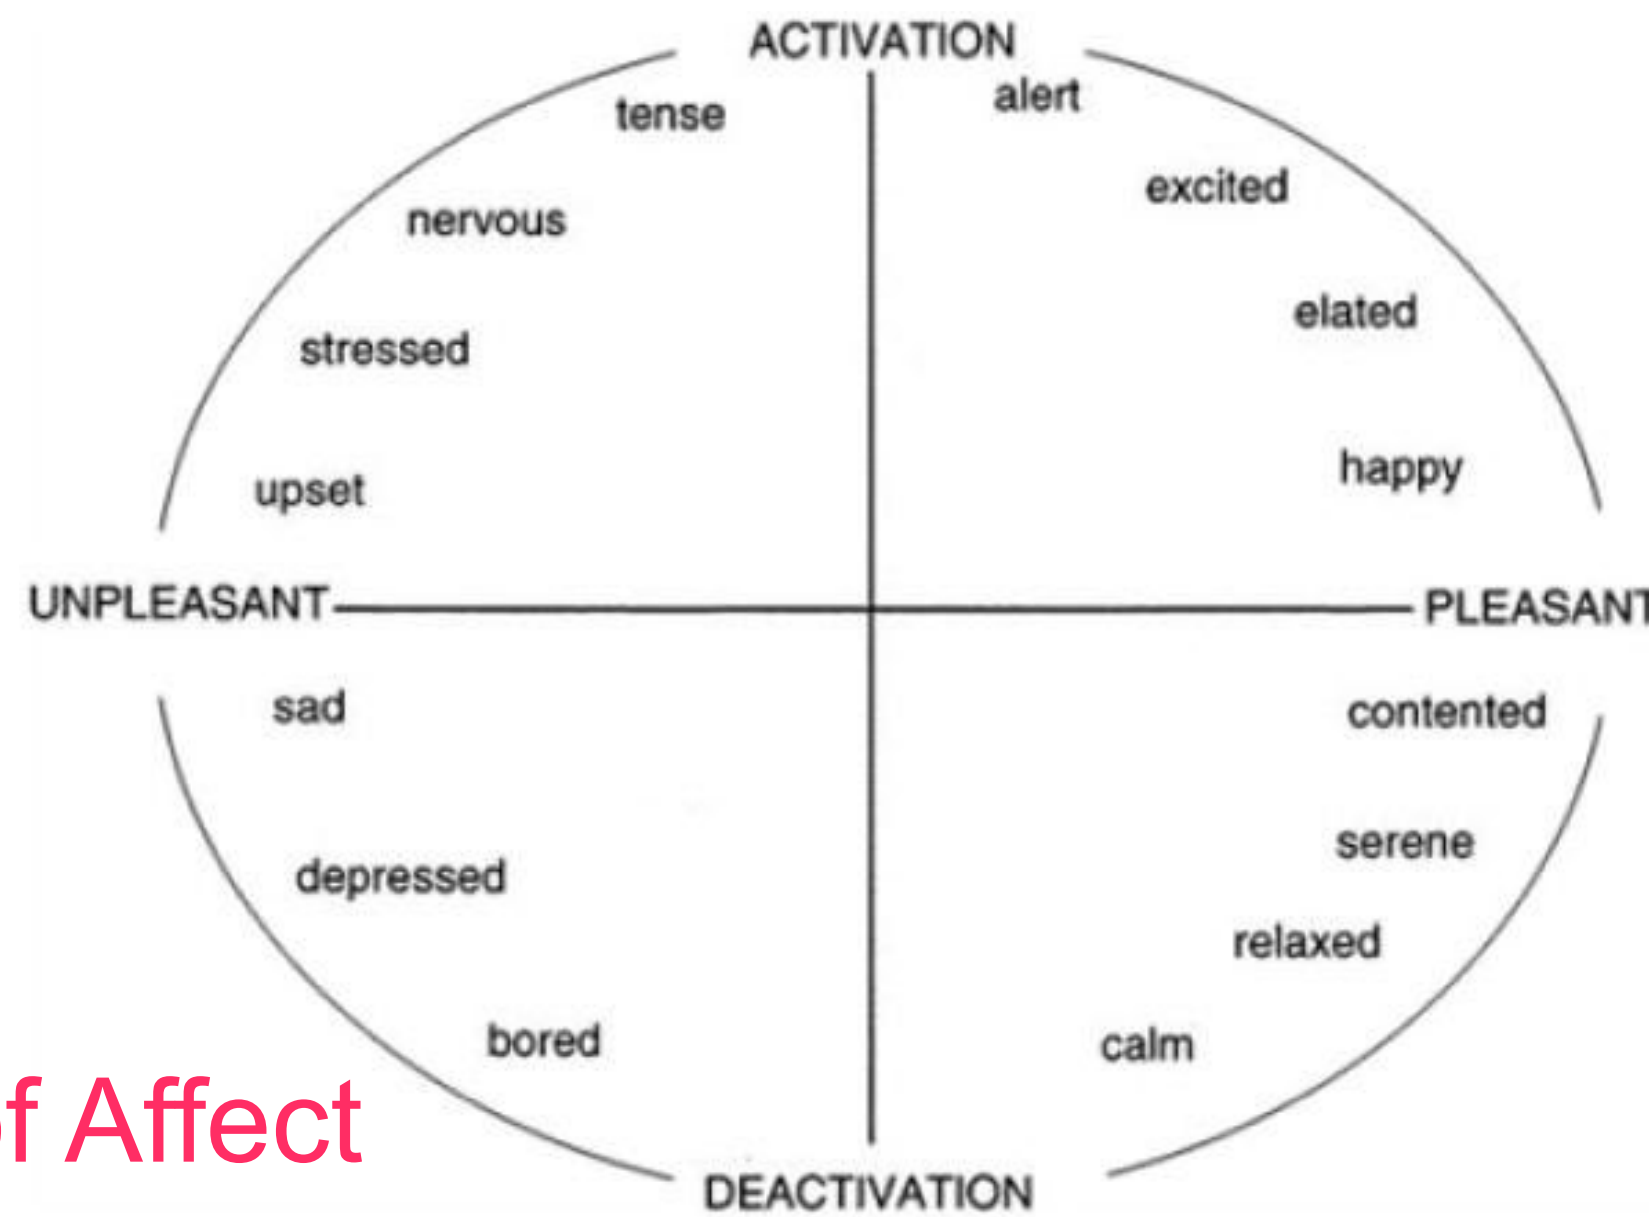 ACTIVATION
tense
alert
nervous
excited
stressed
elated
upset
happy
UNPLEASANT
PLEASANT
sad
contented
depressed
serene
relaxed
bored
calm
of Affect
DEACTIVATION